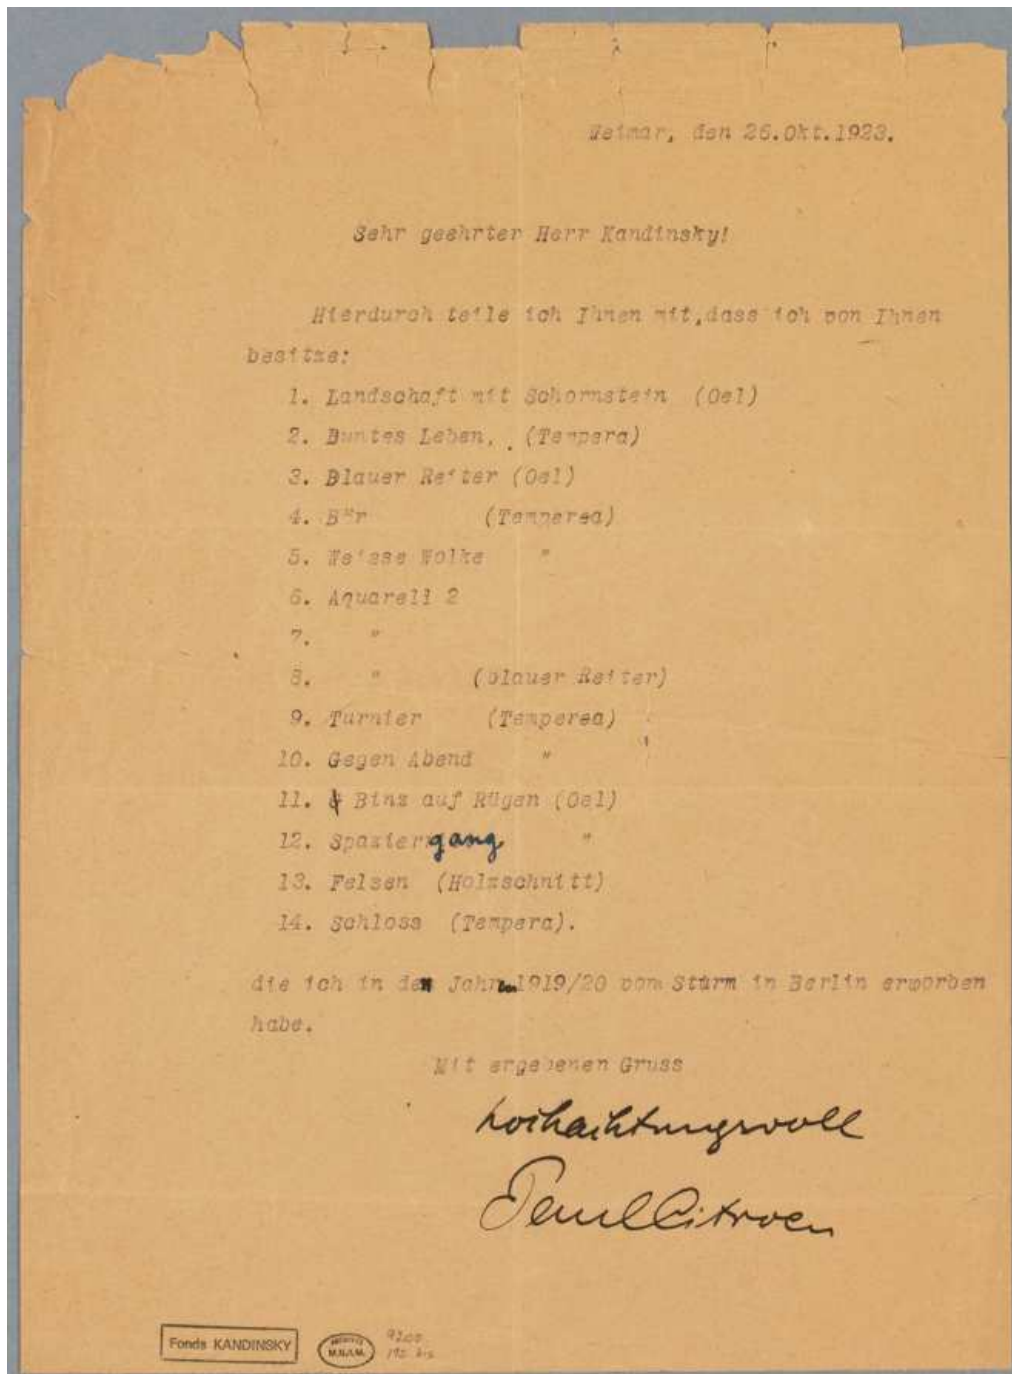 Weimar, den 26.Okt.1923.
Sehr geehrter Herr Kandinsky!
Hierdurch teile ich Ihnen mit,dass ich von Ihnen
besitze:
1. Landschaft mit Schornstein (Oel)
2. Buntes Leben, . (Tempera)
3. Blauer Reiter (Oel)
4. Bär (Temperea)
5. Weisse Wolke "
6. Aquarell 2
7. "
8. " (blauer Reiter)
9. Turnier (Temperea)
10. Gegen Abend "
11. Binz auf Rügen (Oel)
12. Spaziergang "
13. Felsen (Holzschnitt)
14. Schloss (Tempera).
die ich in den Jahren 1919/20 vom Sturm in Berlin erworben
habe.
Mit ergebenen Gruss
hochachtungsvoll
Paul Citroen
Fonds KANDINSKY
M.N.A.M.